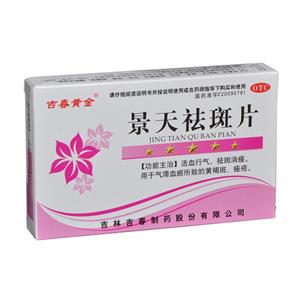 请仔细阅读说明书并按说明使用或在药师指导下购买和使用
国药准字Z20090791
OTC
吉春黄金®
景天祛斑片
JING TIAN QU BAN PIAN
【功能主治】活血行气、祛斑消痤。
用于气滞血瘀所致的黄褐斑、痤疮。
吉林吉春制药股份有限公司